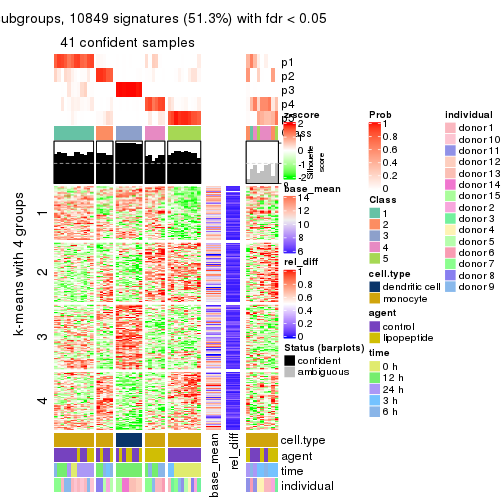 ubgroups, 10849 signatures (51.3%) with fdr < 0.05
41 confident samples
p1
p2
p3
p4
z-score
2
1
0
-1
-2
Silhouette
score
k-means with 4 groups
1
2
3
4
base_mean
14
12
10
8
6
rel_diff
1
0.8
0.6
0.4
0.2
0
Status (barplots)
confident
ambiguous
Prob
1
0.8
0.6
0.4
0.2
0
Class
1
2
3
4
5
cell.type
dendritic cell
monocyte
agent
control
lipopeptide
time
0 h
12 h
24 h
3 h
6 h
individual
donor 1
donor 10
donor 11
donor 12
donor 13
donor 14
donor 15
donor 2
donor 3
donor 4
donor 5
donor 6
donor 7
donor 8
donor 9
cell.type
agent
time
individual
base_mean
rel_diff